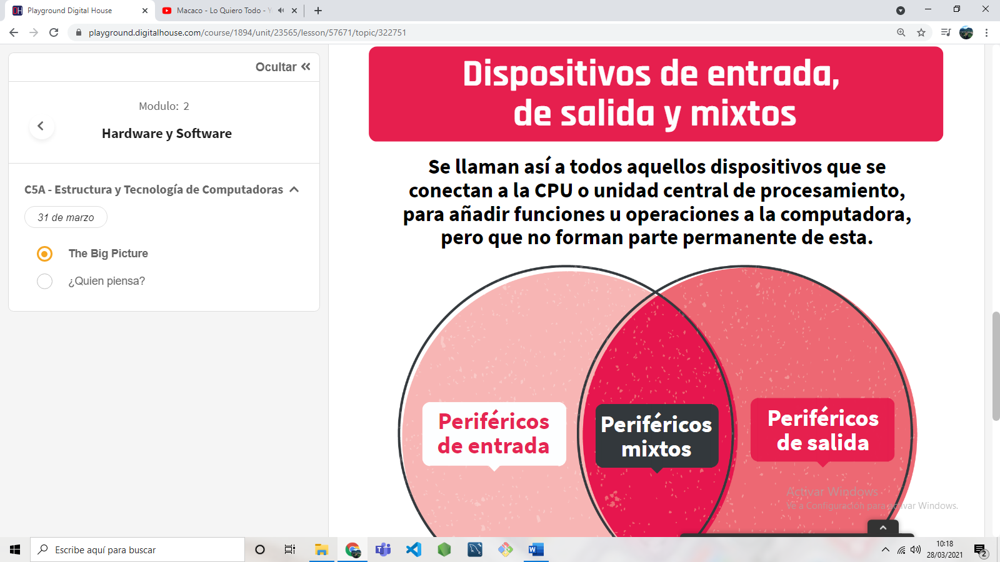 Playground Digital House
Macaco - Lo Quiero Todo - Y
playground.digitalhouse.com/course/1894/unit/23565/lesson/57671/topic/322751
Ocultar
Modulo: 2
Hardware y Software
C5A - Estructura y Tecnología de Computadoras
31 de marzo
The Big Picture
¿Quien piensa?
Dispositivos de entrada,
de salida y mixtos
Se llaman así a todos aquellos dispositivos que se
conectan a la CPU o unidad central de procesamiento,
para añadir funciones u operaciones a la computadora,
pero que no forman parte permanente de esta.
Periféricos
de entrada
Periféricos
mixtos
Periféricos
de salida
Activar Windows
Ve a Configuración para activar Windows.
Escribe aquí para buscar
10:18
28/03/2021
2